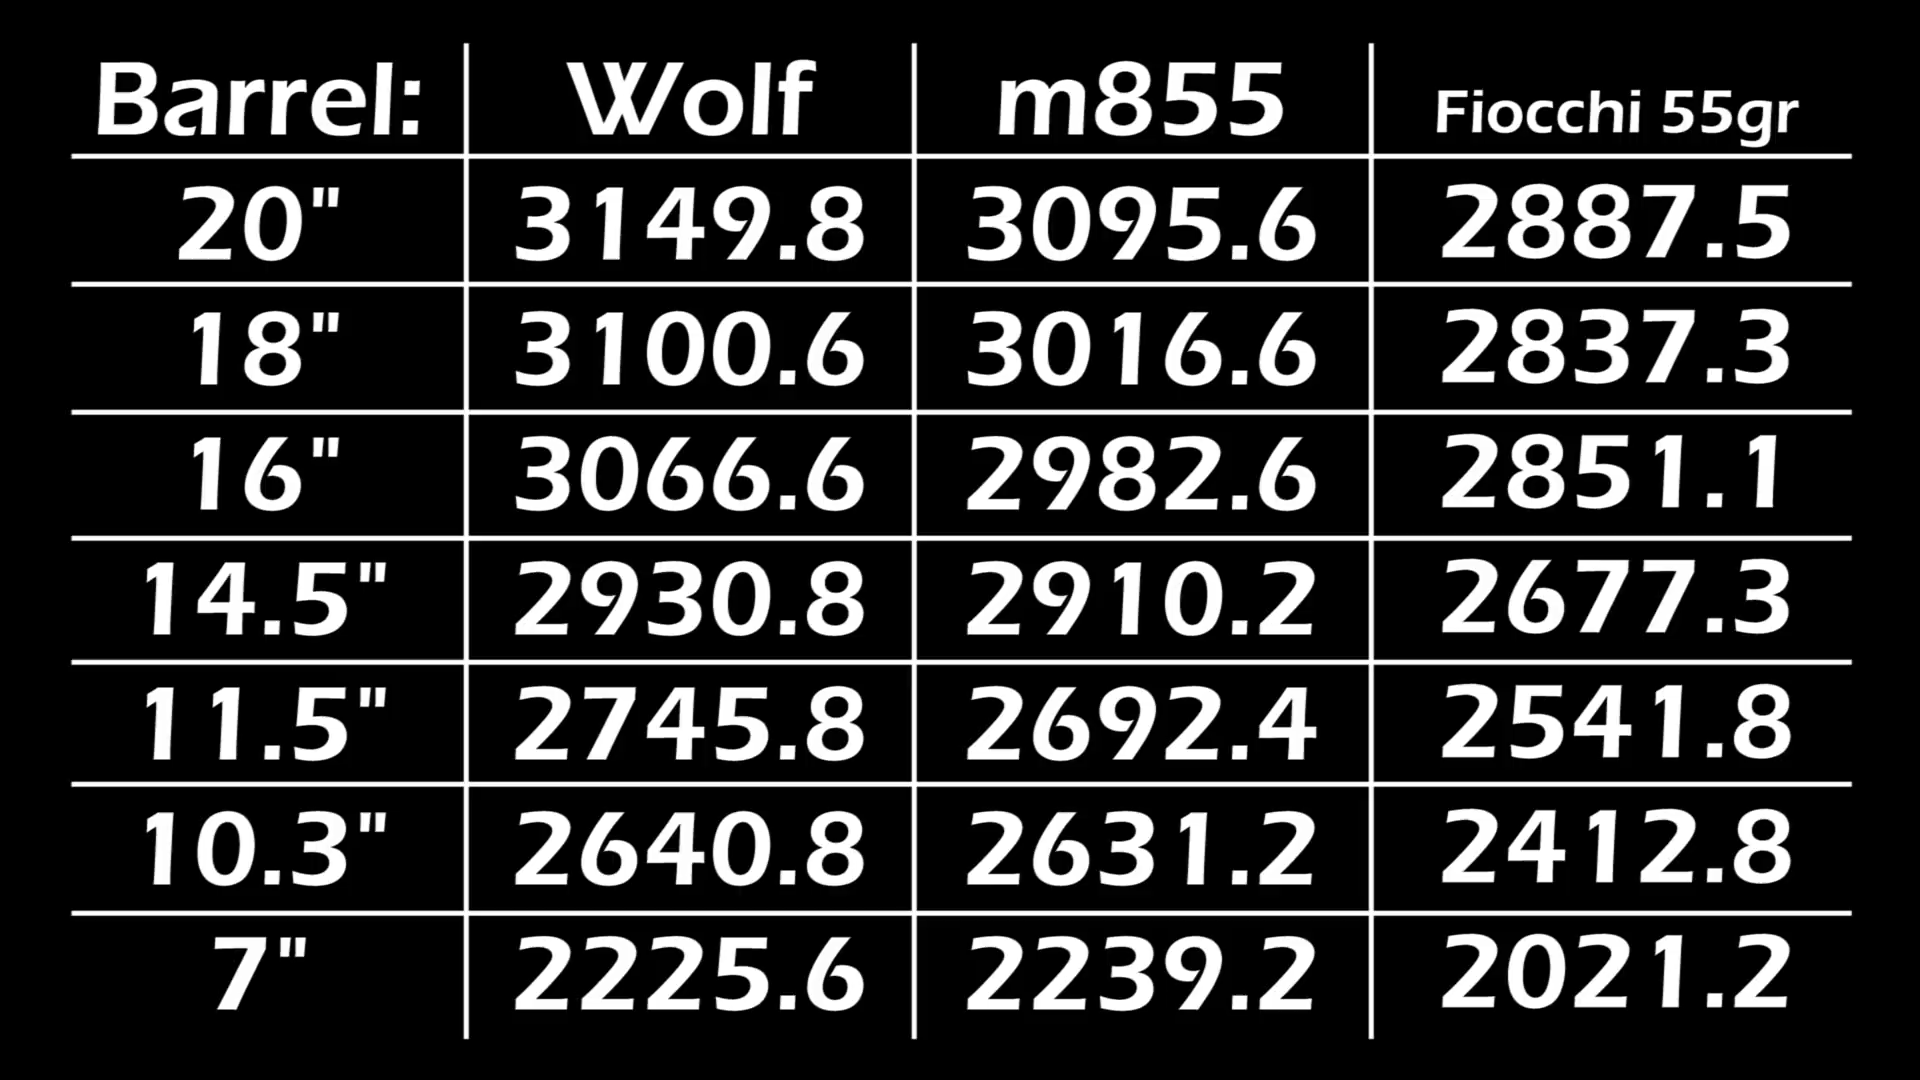 Barrel: Wolf m855 Fiocchi 55gr
20" 3149.8 3095.6 2887.5
18" 3100.6 3016.6 2837.3
16" 3066.6 2982.6 2851.1
14.5" 2930.8 2910.2 2677.3
11.5" 2745.8 2692.4 2541.8
10.3" 2640.8 2631.2 2412.8
7" 2225.6 2239.2 2021.2